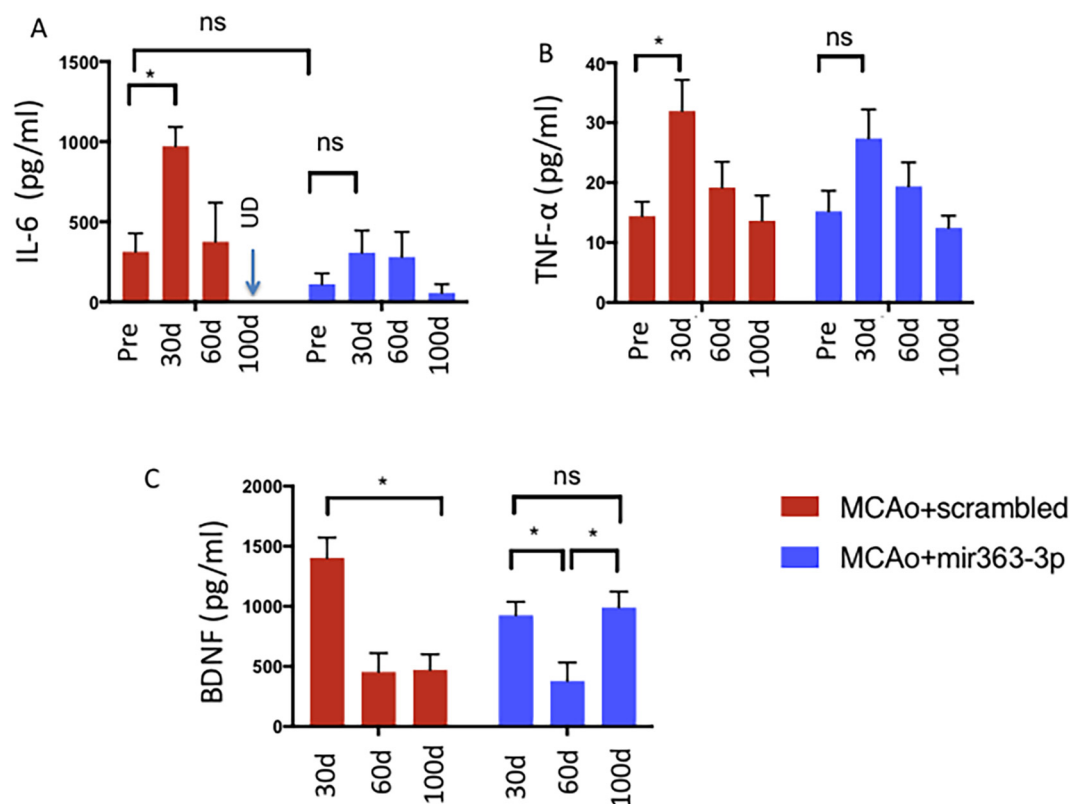 A
ns
IL-6 (pg/ml)
1500
1000
500
0
*
UD
ns
Pre
30d
60d
100d
Pre
30d
60d
100d
B
TNF-α (pg/ml)
40
30
20
10
0
*
ns
Pre
30d
60d
100d
Pre
30d
60d
100d
C
BDNF (pg/ml)
2000
1500
1000
500
0
*
ns
*
*
30d
60d
100d
30d
60d
100d
MCAo+scrambled
MCAo+mir363-3p